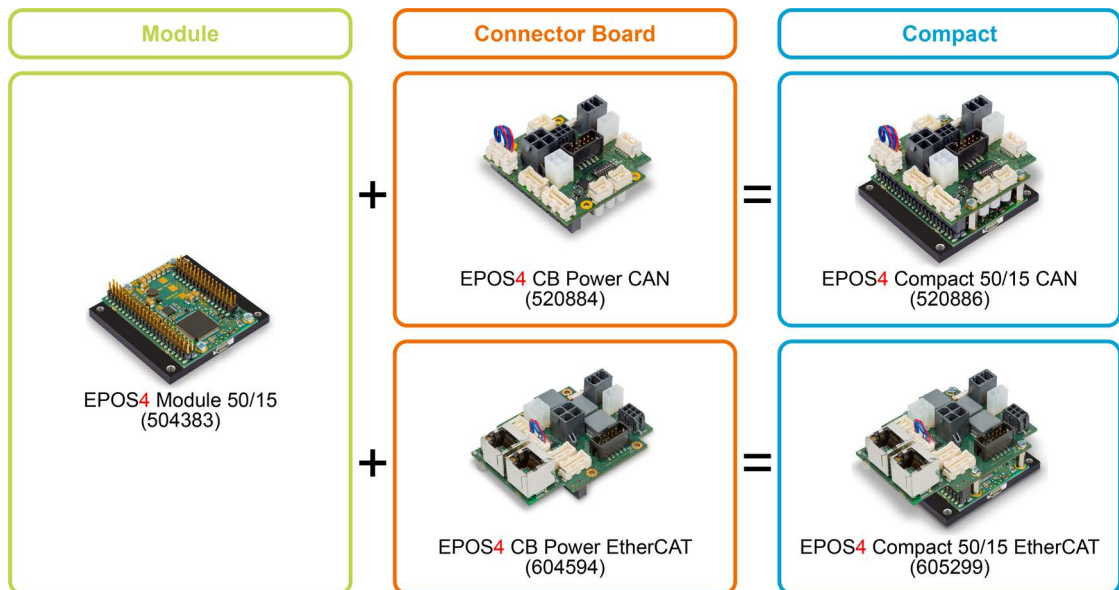 Module
Connector Board
Compact
EPOS4 Module 50/15
(504383)
+
EPOS4 CB Power CAN
(520884)
=
EPOS4 Compact 50/15 CAN
(520886)
+
EPOS4 CB Power EtherCAT
(604594)
=
EPOS4 Compact 50/15 EtherCAT
(605299)